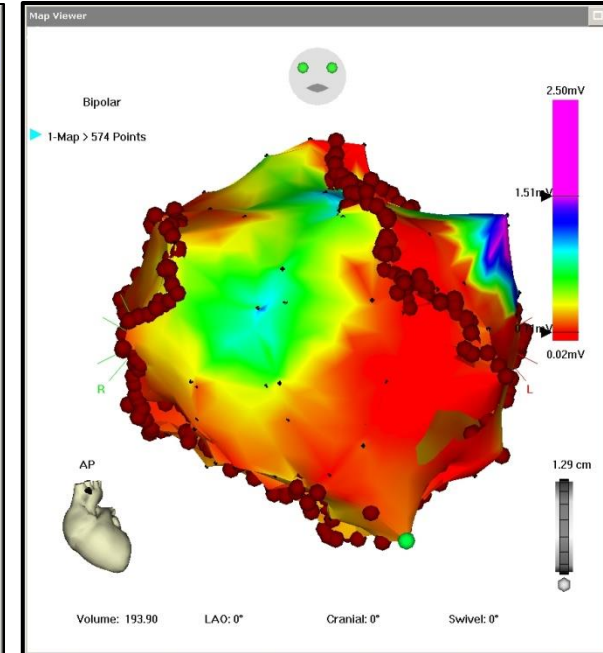 Map Viewer
Bipolar
1-Map > 574 Points
2.50mV
1.51mV
0.02mV
R
L
AP
1.29 cm
Volume: 193.90
LAO: 0°
Cranial: 0°
Swivel: 0°